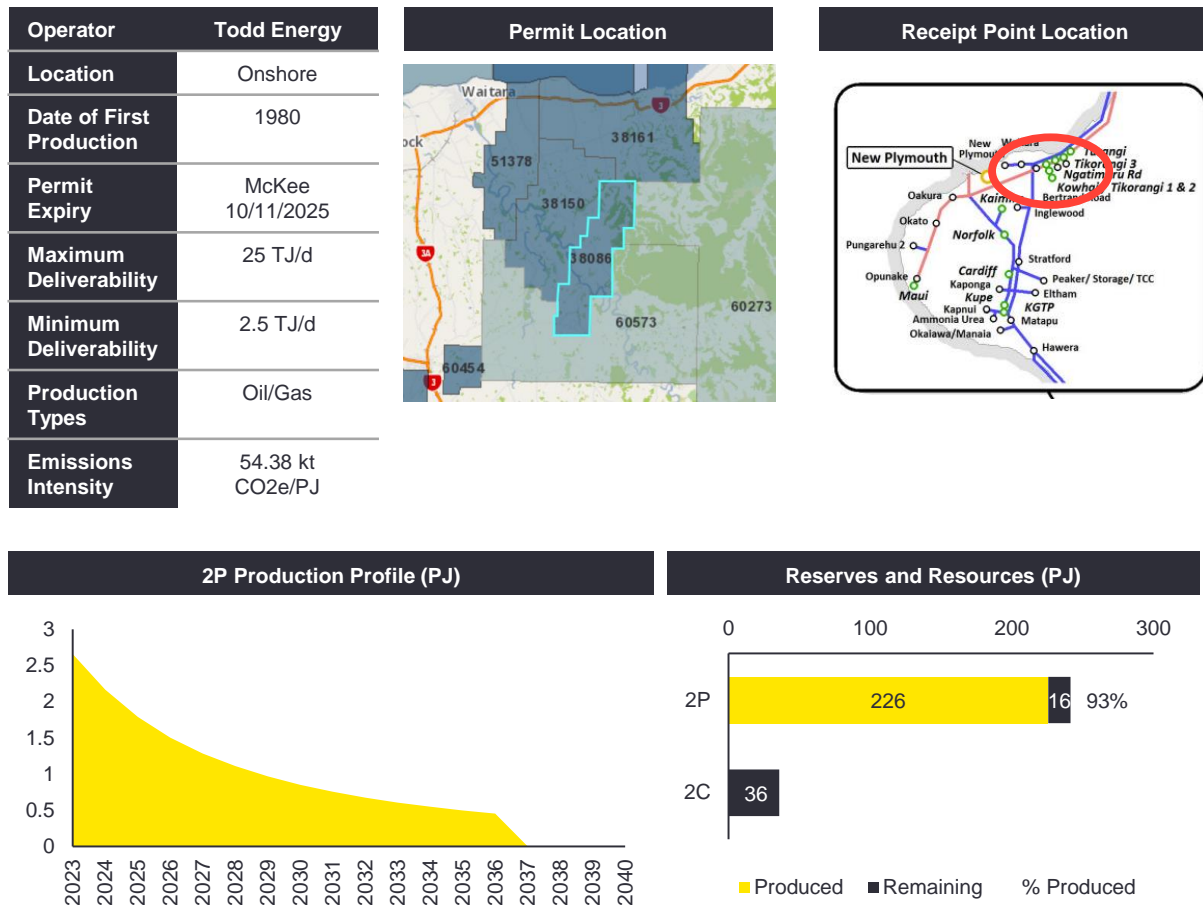 Operator Todd Energy
Location Onshore
Date of First
Production
1980
Permit
Expiry
McKee
10/11/2025
Maximum
Deliverability
25 TJ/d
Minimum
Deliverability
2.5 TJ/d
Production
Types
Oil/Gas
Emissions
Intensity
54.38 kt
CO2e/PJ
Permit Location
Waitara
3
ock
38161
51378
38150
3A
38086
60273
60573
60454
3
Receipt Point Location
New Plymouth
New
Plymouth
Tikorangi 3
Ngatimaru Rd
Kowhai
Tikorangi 1 & 2
Bertrand Road
Oakura
Inglewood
Okato
Norfolk
Pungarehu 2
Stratford
Opunake
Cardiff
Peaker/ Storage/ TCC
Kaponga
Eltham
Maui
Kupe
KGTP
Kapuni
Ammonia Urea
Matapu
Okaiawa/Manaia
Hawera
2P Production Profile (PJ)
3
2.5
2
1.5
1
0.5
0
2023 2024 2025 2026 2027 2028 2029 2030 2031 2032 2033 2034 2035 2036 2037 2038 2039 2040
Reserves and Resources (PJ)
0 100 200 300
2P 226 16 93%
2C 36
Produced Remaining % Produced